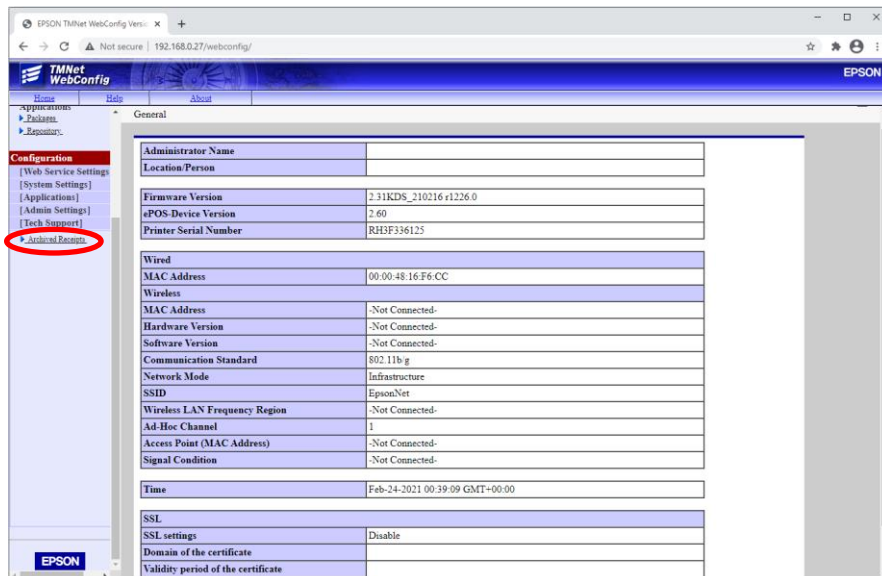 EPSON TMNet WebConfig Versic
Not secure | 192.168.0.27/webconfig/
TMNet
WebConfig
EPSON
Home Help About
Applications
Packages
Repository
Configuration
[Web Service Settings
[System Settings]
[Applications]
[Admin Settings]
[Tech Support]
Archived Receipts
EPSON
General
Administrator Name
Location/Person
Firmware Version 2.31KDS_210216 r1226.0
ePOS-Device Version 2.60
Printer Serial Number RH3F336125
Wired
MAC Address 00:00:48:16:F6:CC
Wireless
MAC Address -Not Connected-
Hardware Version -Not Connected-
Software Version -Not Connected-
Communication Standard 802.11b/g
Network Mode Infrastructure
SSID EpsonNet
Wireless LAN Frequency Region -Not Connected-
Ad-Hoc Channel 1
Access Point (MAC Address) -Not Connected-
Signal Condition -Not Connected-
Time Feb-24-2021 00:39:09 GMT+00:00
SSL
SSL settings Disable
Domain of the certificate
Validity period of the certificate